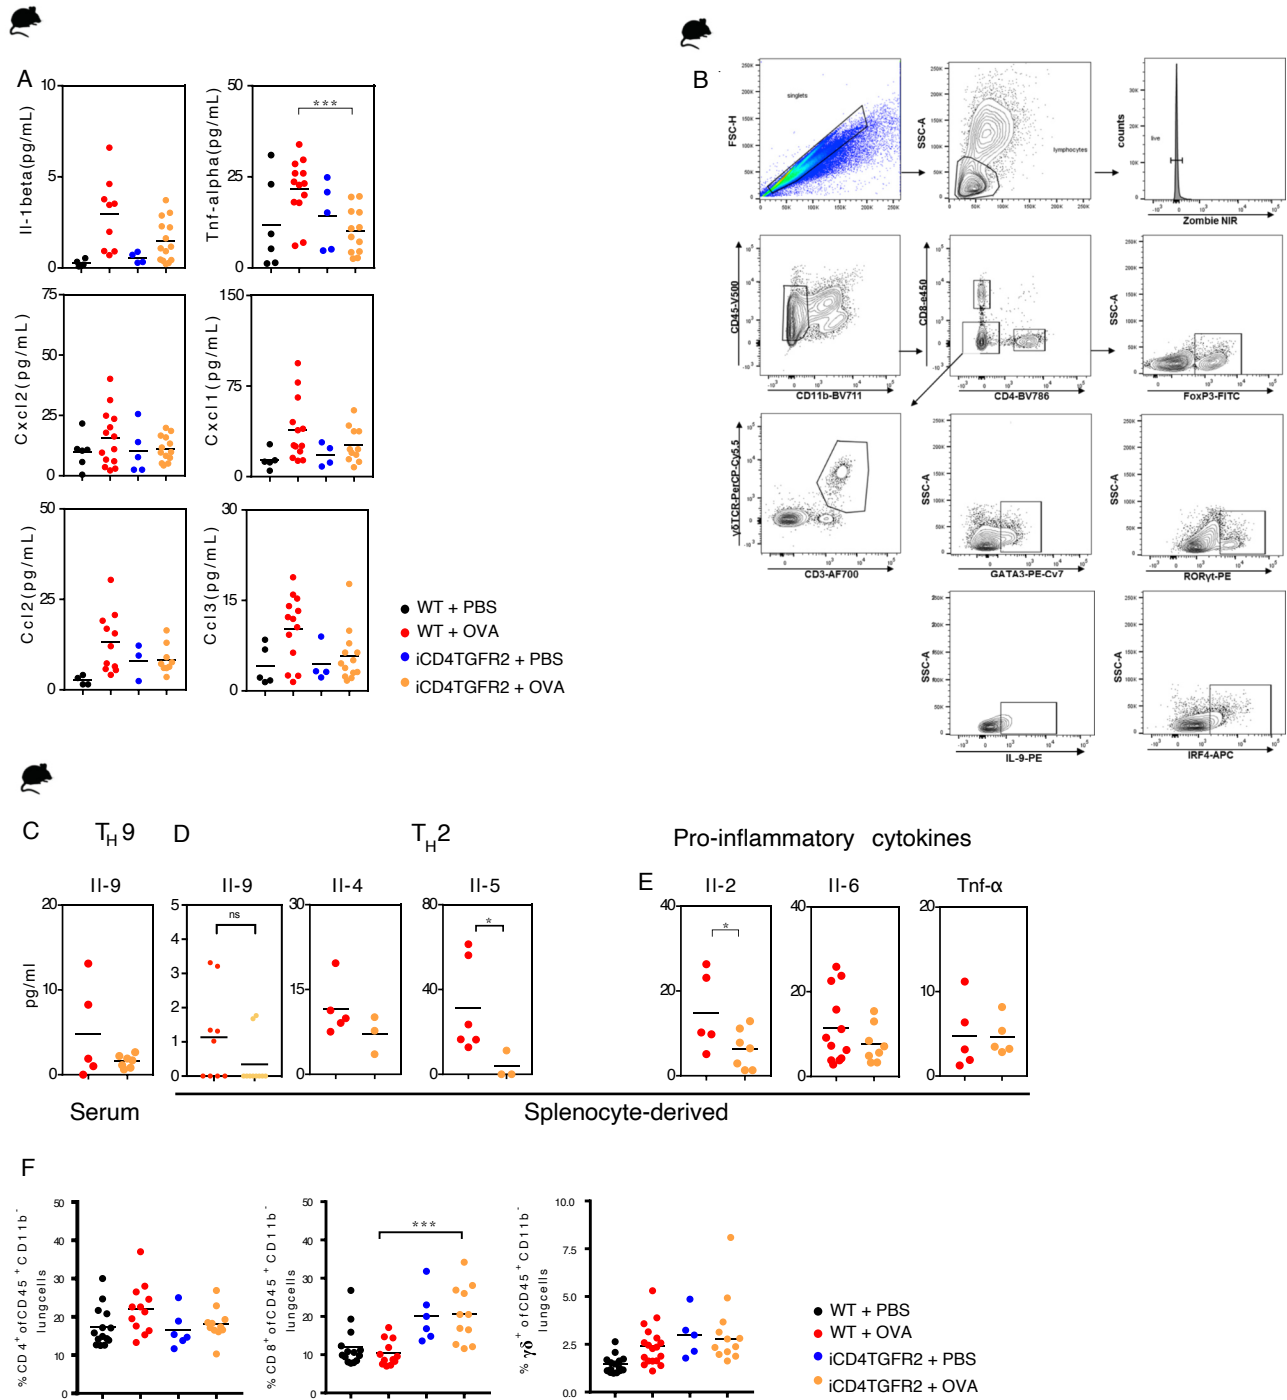 A
Il-1beta(pg/mL)
10
5
0
Tnf-alpha(pg/mL)
50
25
0
***
Cxcl2(pg/mL)
75
50
25
0
Cxcl1(pg/mL)
150
75
0
Ccl2(pg/mL)
50
25
0
Ccl3(pg/mL)
30
15
0
WT + PBS
WT + OVA
iCD4TGFR2 + PBS
iCD4TGFR2 + OVA
B
FSC-H
singlets
SSC-A
lymphocytes
counts
live
Zombie NIR
CD45-V500
CD11b-BV711
CD8-e450
CD4-BV786
SSC-A
FoxP3-FITC
γδTCR-PerCP-Cy5.5
CD3-AF700
SSC-A
GATA3-PE-Cy7
SSC-A
RORγt-PE
SSC-A
IL-9-PE
SSC-A
IRF4-APC
C
TH9
D
TH2
Pro-inflammatory cytokines
E
Il-9
Il-9
Il-4
Il-5
Il-2
Il-6
Tnf-α
pg/ml
20
10
0
5
4
3
2
1
0
ns
30
15
0
80
40
0
*
40
20
0
*
40
20
0
20
10
0
Serum
Splenocyte-derived
F
% CD4+ ofCD45+ CD11b-
lungcells
50
40
30
20
10
0
% CD8+ ofCD45+ CD11b-
lungcells
50
40
30
20
10
0
***
% γδ+ ofCD45+ CD11b-
lungcells
10.0
7.5
5.0
2.5
0.0
WT + PBS
WT + OVA
iCD4TGFR2 + PBS
iCD4TGFR2 + OVA